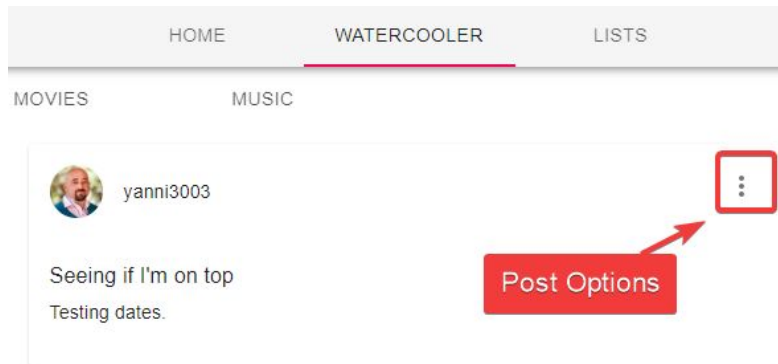 HOME WATERCOOLER LISTS
MOVIES MUSIC
yanni3003
Seeing if I'm on top
Post Options
Testing dates.